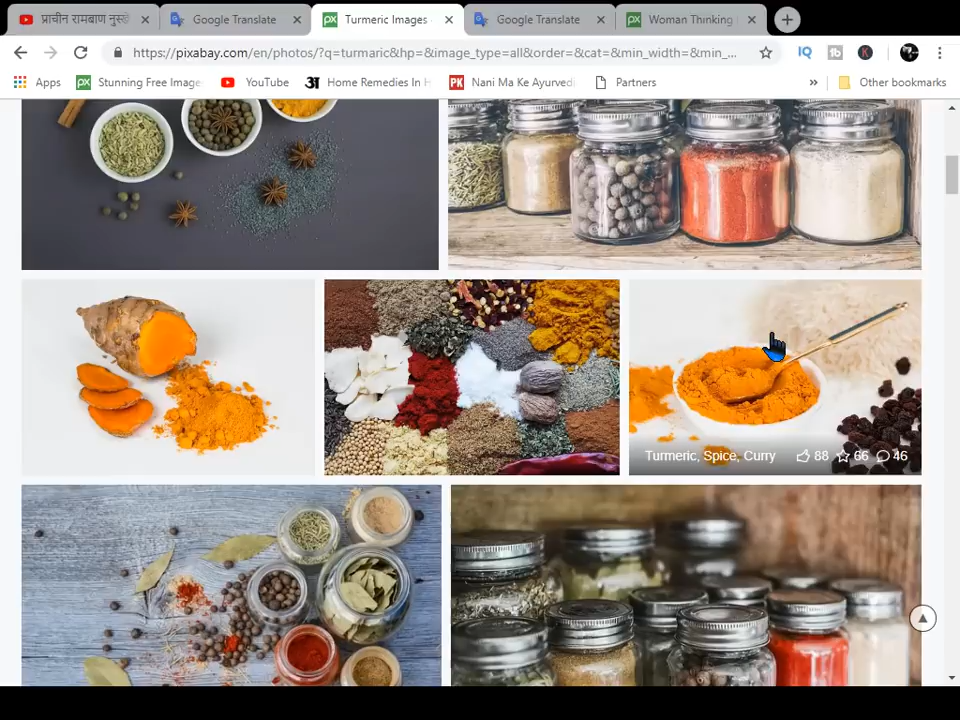 प्राचीन रामबाण नुस्ख
Google Translate
Turmeric Images
Google Translate
Woman Thinking
https://pixabay.com/en/photos/?q=turmeric&hp=&image_type=all&order=&cat=&min_width=&min_...
Apps
Stunning Free Image
YouTube
Home Remedies In H
Nani Ma Ke Ayurved
Partners
»
Other bookmarks
Turmeric, Spice, Curry 88 66 46